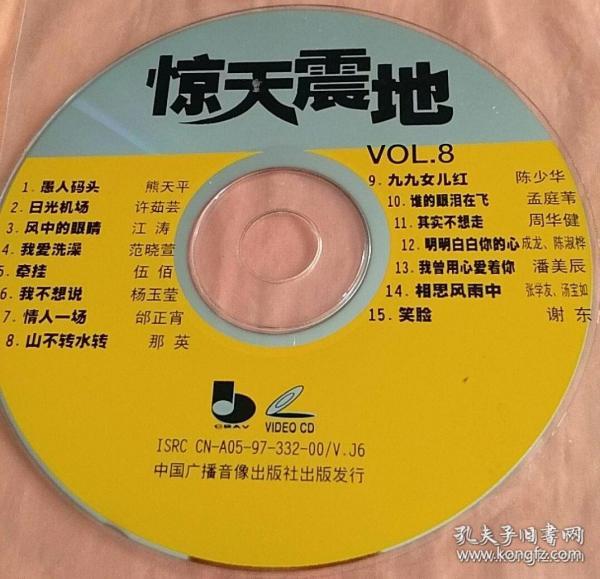 惊天震地
VOL.8
1. 愚人码头 熊天平
2. 日光机场 许茹芸
3. 风中的眼睛 江涛
4. 我爱洗澡 范晓萱
5. 牵挂 伍佰
6. 我不想说 杨玉莹
7. 情人一场 邰正宵
8. 山不转水转 那英
9. 九九女儿红 陈少华
10. 谁的眼泪在飞 孟庭苇
11. 其实不想走 周华健
12. 明明白白你的心 成龙、陈淑桦
13. 我曾用心爱着你 潘美辰
14. 相思风雨中 张学友、汤宝如
15. 笑脸 谢东
CBAV
VIDEO CD
ISRC CN-A05-97-332-00/V.J6
中国广播音像出版社出版发行
孔夫子旧书网
www.kongfz.com